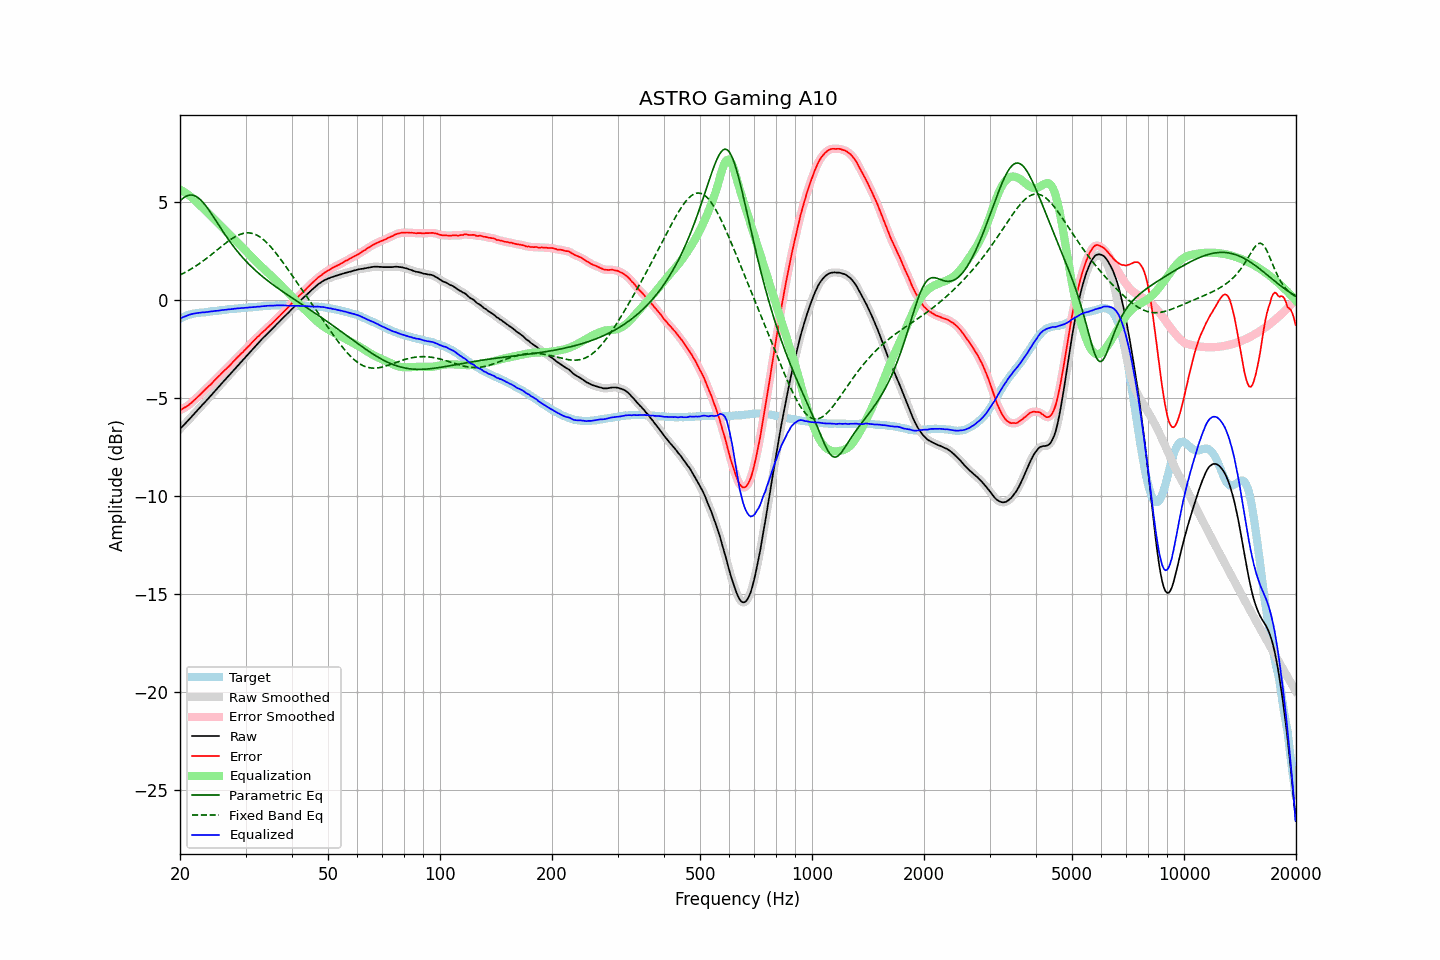 ASTRO Gaming A10
Amplitude (dBr)
5
0
−5
−10
−15
−20
−25
Target
Raw Smoothed
Error Smoothed
Raw
Error
Equalization
Parametric Eq
Fixed Band Eq
Equalized
20 50 100 200 500 1000 2000 5000 10000 20000
Frequency (Hz)